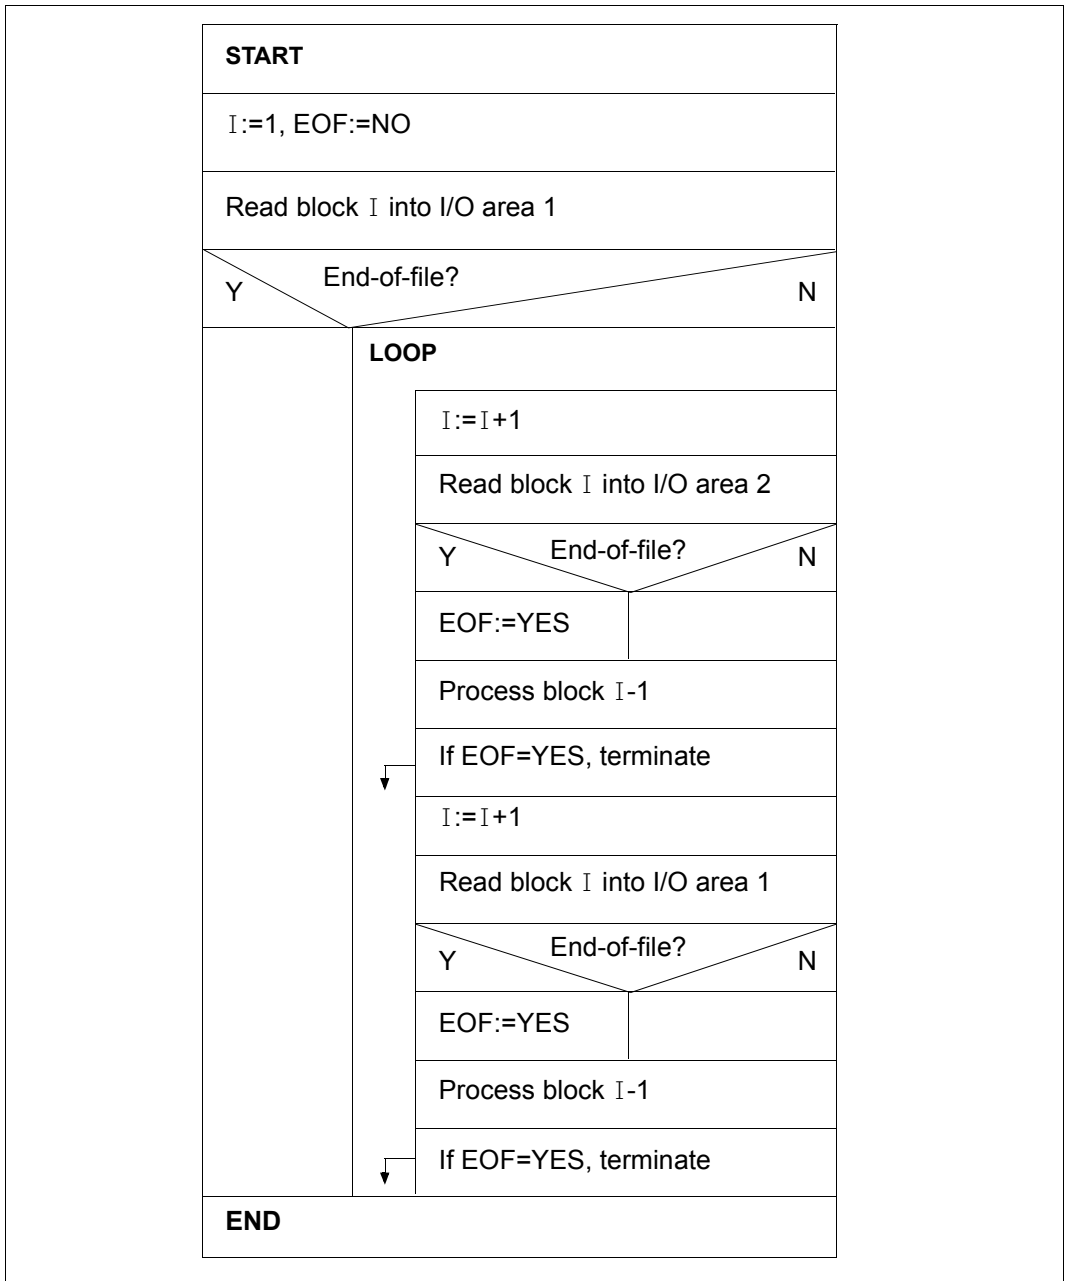 START
I:=1, EOF:=NO
Read block I into I/O area 1
End-of-file?
Y N
LOOP
I:=I+1
Read block I into I/O area 2
End-of-file?
Y N
EOF:=YES
Process block I-1
If EOF=YES, terminate
I:=I+1
Read block I into I/O area 1
End-of-file?
Y N
EOF:=YES
Process block I-1
If EOF=YES, terminate
END